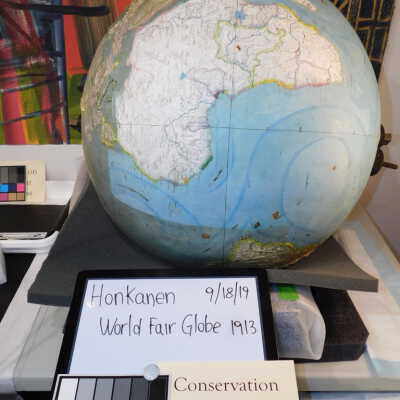 Honkanen 9/18/19
World Fair Globe 1913
Conservation